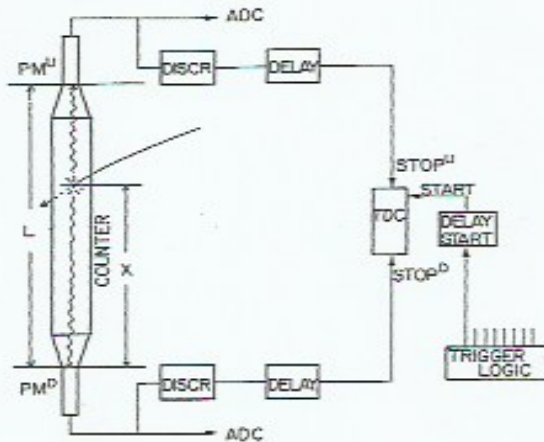 ADC
PMᵁ
DISCR
DELAY
STOPᵁ
START
TDC
DELAY
START
L
COUNTER
X
STOPᴰ
TRIGGER
LOGIC
PMᴰ
DISCR
DELAY
ADC